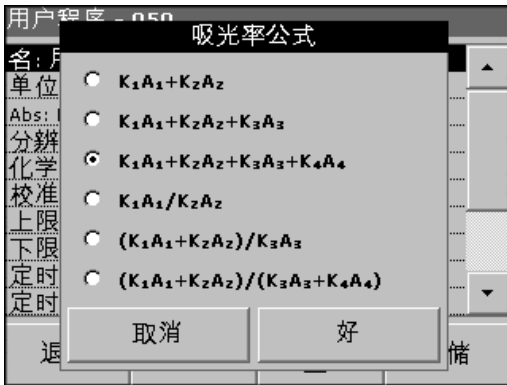 用户程序 - 050
吸光率公式
名:
单位
Abs:
分辨
化学
校准
上限
下限
定时
定时
K₁A₁+K₂A₂
K₁A₁+K₂A₂+K₃A₃
K₁A₁+K₂A₂+K₃A₃+K₄A₄
K₁A₁/K₂A₂
(K₁A₁+K₂A₂)/K₃A₃
(K₁A₁+K₂A₂)/(K₃A₃+K₄A₄)
取消
好
退
储